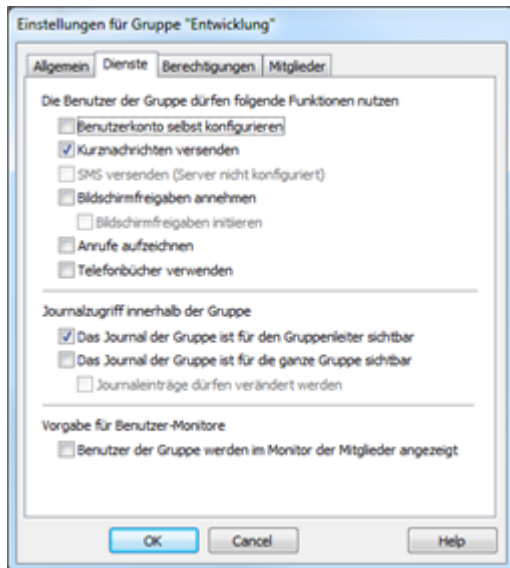 Einstellungen für Gruppe "Entwicklung"
Allgemein Dienste Berechtigungen Mitglieder
Die Benutzer der Gruppe dürfen folgende Funktionen nutzen
Benutzerkonto selbst konfigurieren
Kurznachrichten versenden
SMS versenden (Server nicht konfiguriert)
Bildschirmfreigaben annehmen
Bildschirmfreigaben initiieren
Anrufe aufzeichnen
Telefonbücher verwenden
Journalzugriff innerhalb der Gruppe
Das Journal der Gruppe ist für den Gruppenleiter sichtbar
Das Journal der Gruppe ist für die ganze Gruppe sichtbar
Journaleinträge dürfen verändert werden
Vorgabe für Benutzer-Monitore
Benutzer der Gruppe werden im Monitor der Mitglieder angezeigt
OK Cancel Help